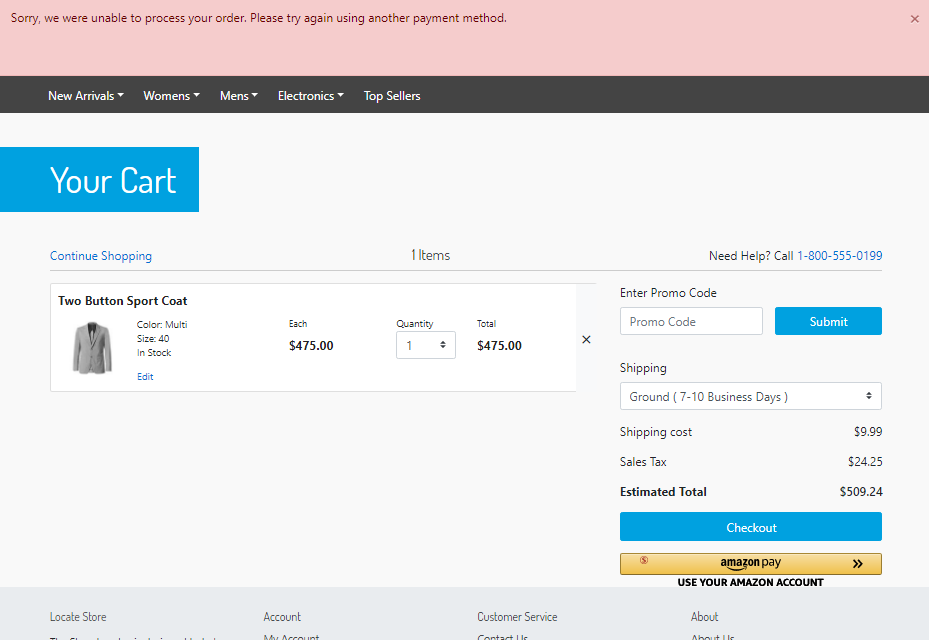 Sorry, we were unable to process your order. Please try again using another payment method.
×
New Arrivals Womens Mens Electronics Top Sellers
Your Cart
Continue Shopping 1 Items Need Help? Call 1-800-555-0199
Two Button Sport Coat
Color: Multi
Size: 40
In Stock
Edit
Each
$475.00
Quantity
1
Total
$475.00
×
Enter Promo Code
Promo Code Submit
Shipping
Ground ( 7-10 Business Days )
Shipping cost $9.99
Sales Tax $24.25
Estimated Total $509.24
Checkout
amazon pay
USE YOUR AMAZON ACCOUNT
Locate Store Account Customer Service About
My Account Contact Us About Us